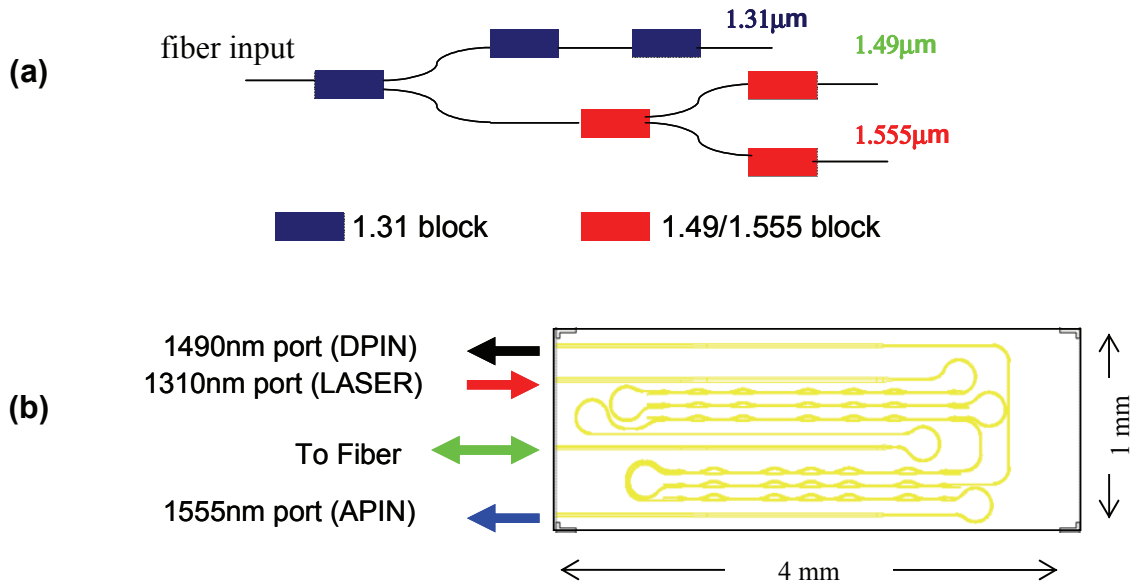 (a)
fiber input
1.31μm
1.49μm
1.555μm
1.31 block
1.49/1.555 block
(b)
1490nm port (DPIN)
1310nm port (LASER)
To Fiber
1555nm port (APIN)
1 mm
4 mm